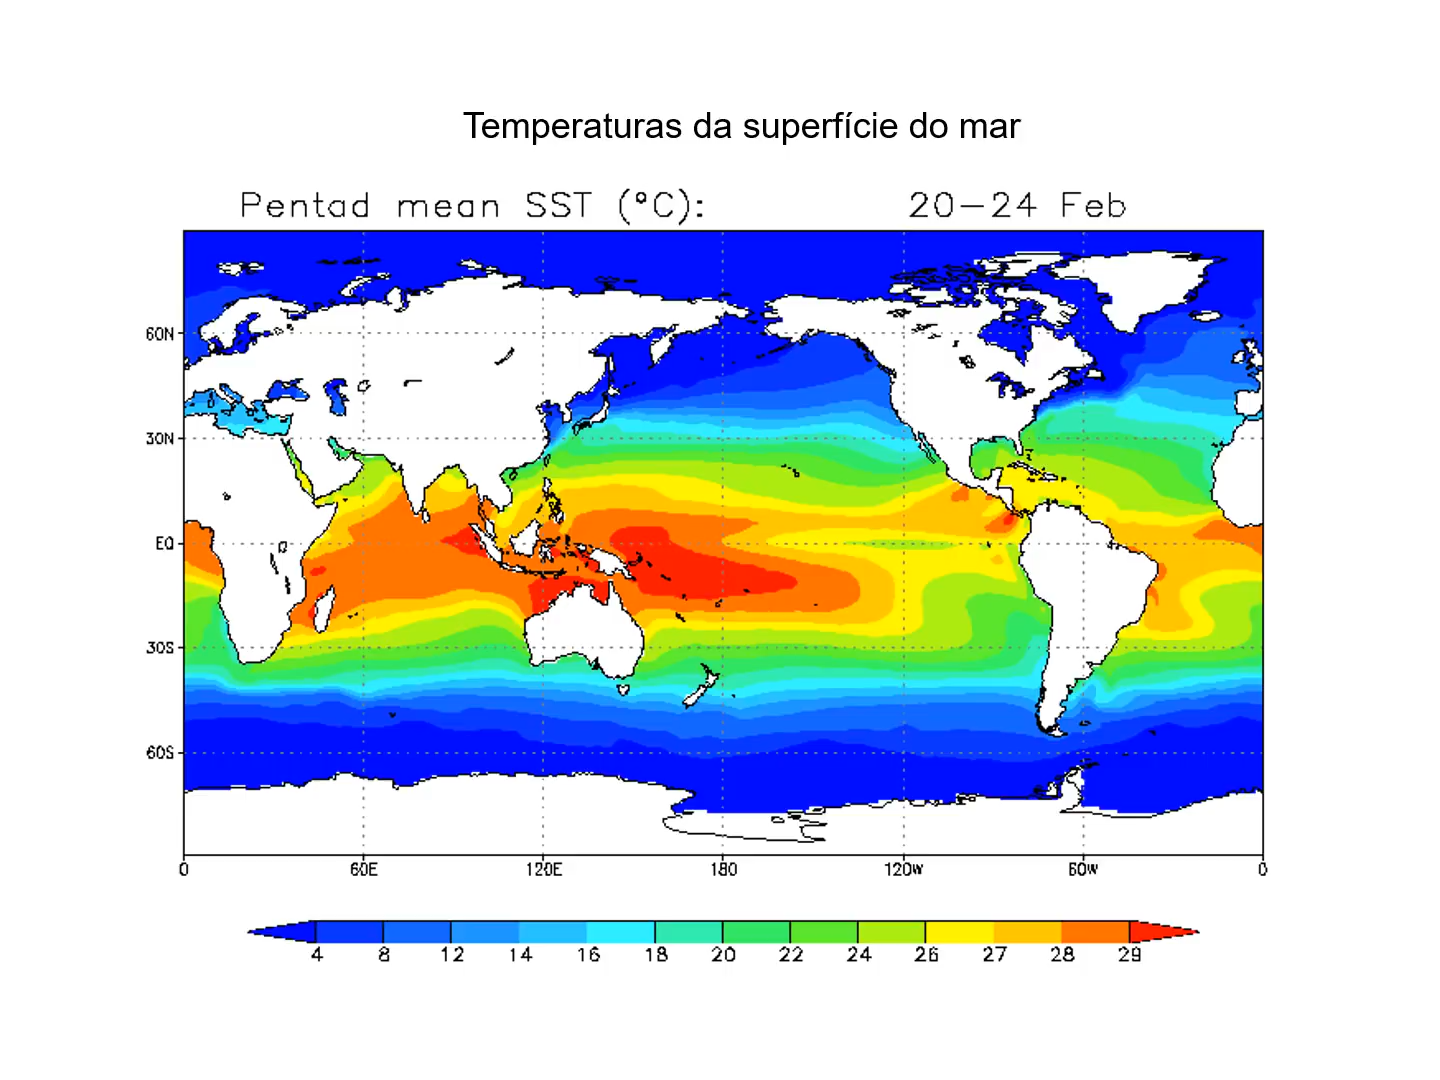 Temperaturas da superfície do mar
Pentad mean SST (°C): 20-24 Feb
60N
30N
EQ
30S
60S
0 60E 120E 180 120W 60W 0
4 8 12 14 16 18 20 22 24 26 27 28 29